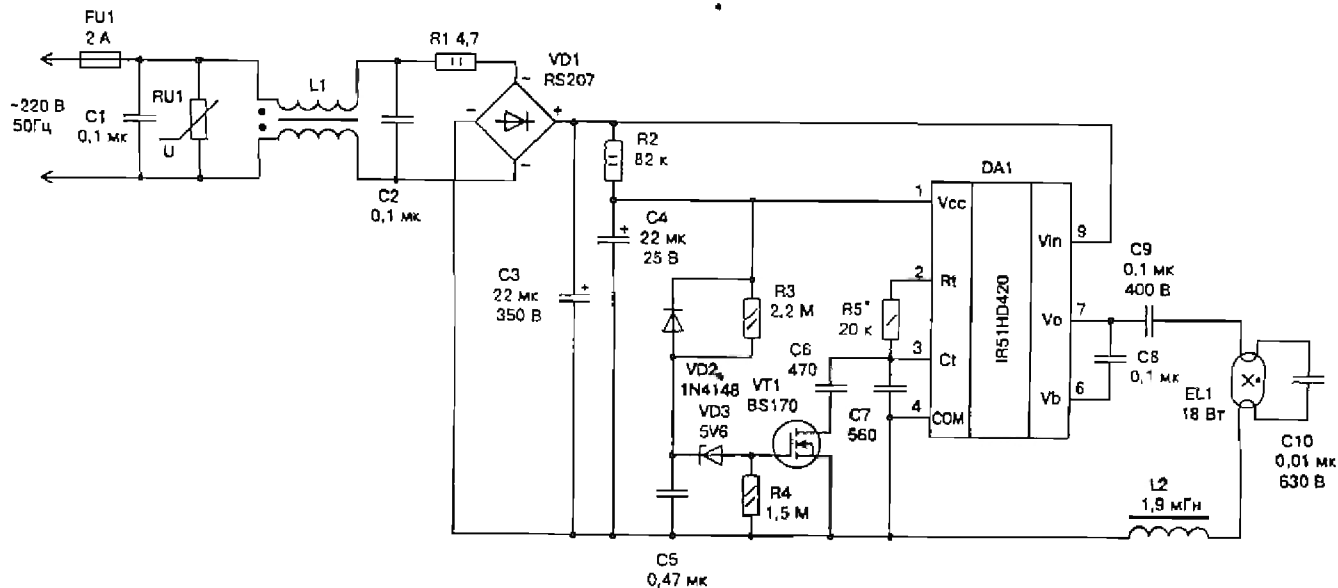 FU1
2 А
~220 В
50Гц
C1
0,1 мк
RU1
U
L1
C2
0,1 мк
R1 4,7
VD1
RS207
C3
22 мк
350 В
R2
82 к
C4
22 мк
25 В
R3
2,2 М
VD2
1N4148
VD3
5V6
VT1
BS170
R4
1,5 М
C5
0,47 мк
C6
470
C7
560
R5*
20 к
DA1
IR51HD420
1
Vcc
2
Rt
3
Ct
4
COM
Vin
9
Vo
7
Vb
6
C8
0,1 мк
C9
0.1 мк
400 В
EL1
18 Вт
C10
0,01 мк
630 В
L2
1,9 мГн